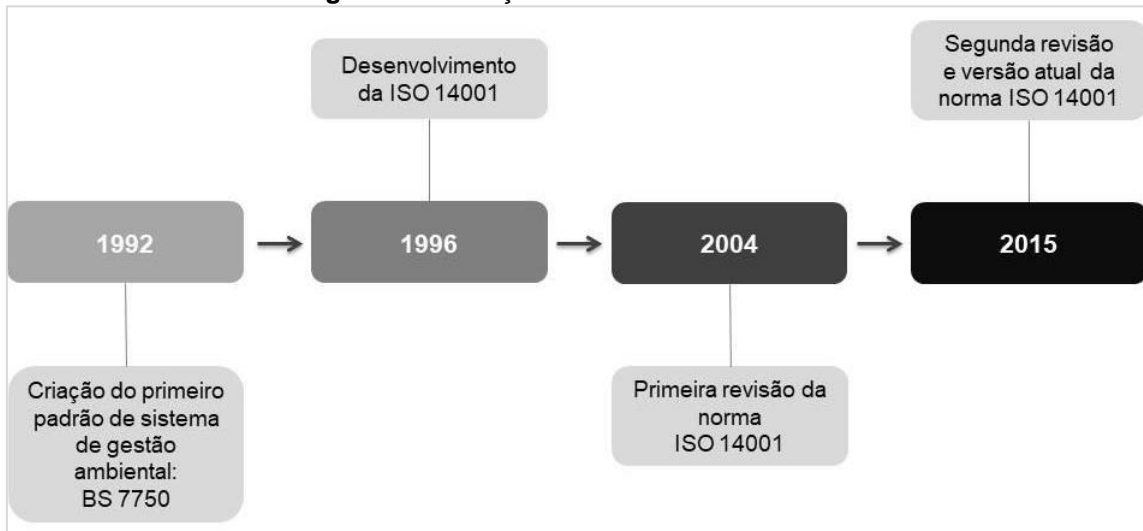 Desenvolvimento
da ISO 14001
Segunda revisão
e versão atual da
norma ISO 14001
1992
1996
2004
2015
Criação do primeiro
padrão de sistema
de gestão
ambiental:
BS 7750
Primeira revisão da
norma
ISO 14001